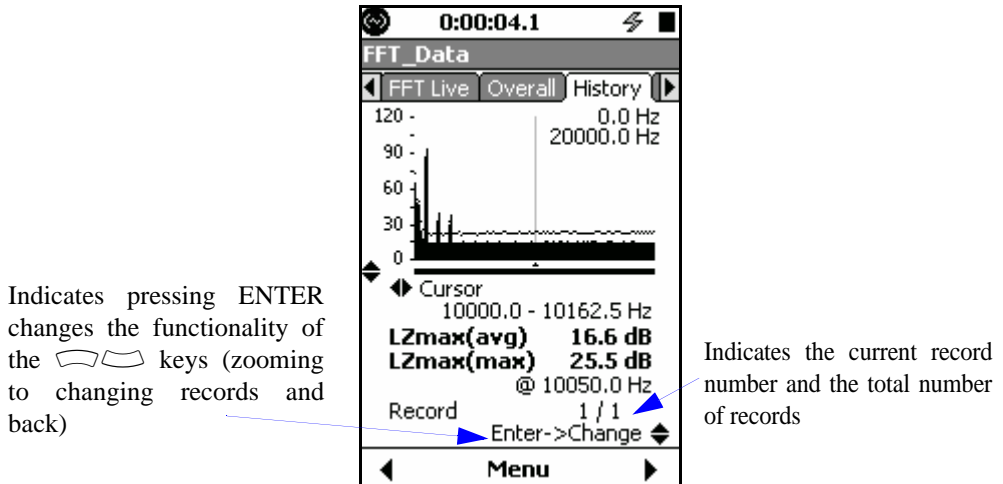 0:00:04.1
FFT_Data
FFT Live Overall History
120
0.0 Hz
20000.0 Hz
90
60
30
0
Cursor
10000.0 - 10162.5 Hz
LZmax(avg) 16.6 dB
LZmax(max) 25.5 dB
@ 10050.0 Hz
Record 1 / 1
Enter->Change
Menu
Indicates pressing ENTER
changes the functionality of
the keys (zooming
to changing records and
back)
Indicates the current record
number and the total number
of records